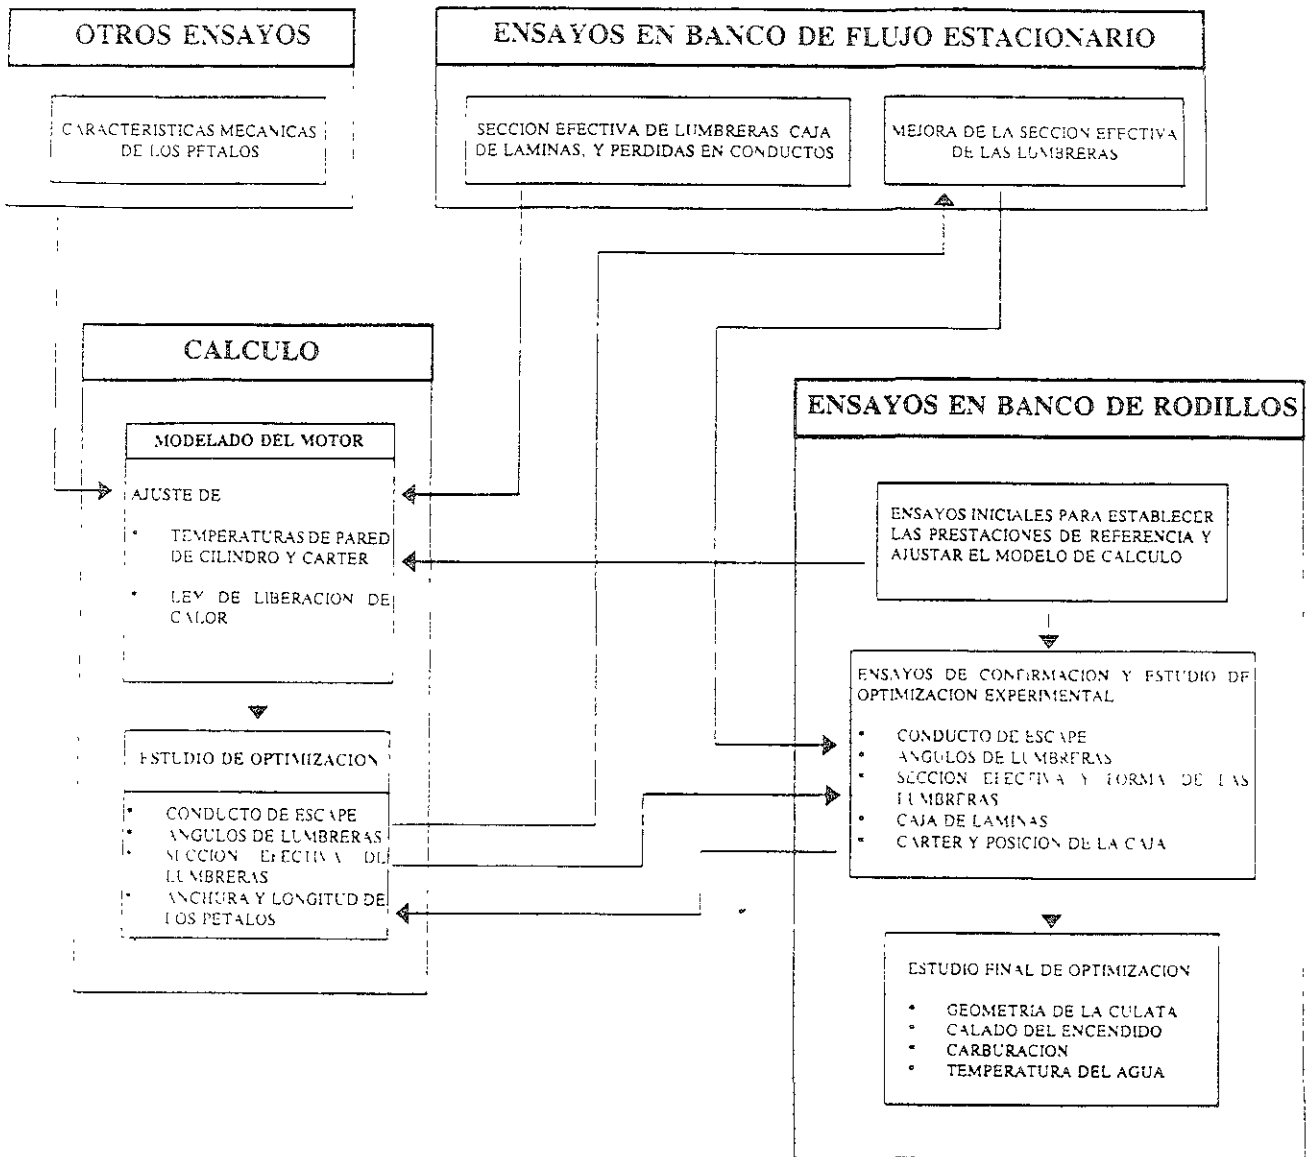 OTROS ENSAYOS
CARACTERISTICAS MECANICAS
DE LOS PETALOS
ENSAYOS EN BANCO DE FLUJO ESTACIONARIO
SECCION EFECTIVA DE LUMBRERAS CAJA
DE LAMINAS, Y PERDIDAS EN CONDUCTOS
MEJORA DE LA SECCION EFECTIVA
DE LAS LUMBRERAS
CALCULO
MODELADO DEL MOTOR
AJUSTE DE
• TEMPERATURAS DE PARED
DE CILINDRO Y CARTER
• LEY DE LIBERACION DE
CALOR
ESTUDIO DE OPTIMIZACION
• CONDUCTO DE ESCAPE
• ANGULOS DE LUMBRERAS
• SECCION EFECTIVA DE
LUMBRERAS
• ANCHURA Y LONGITUD DE
LOS PETALOS
ENSAYOS EN BANCO DE RODILLOS
ENSAYOS INICIALES PARA ESTABLECER
LAS PRESTACIONES DE REFERENCIA Y
AJUSTAR EL MODELO DE CALCULO
ENSAYOS DE CONFIRMACION Y ESTUDIO DE
OPTIMIZACION EXPERIMENTAL
• CONDUCTO DE ESCAPE
• ANGULOS DE LUMBRERAS
• SECCION EFECTIVA Y FORMA DE LAS
LUMBRERAS
• CAJA DE LAMINAS
• CARTER Y POSICION DE LA CAJA
ESTUDIO FINAL DE OPTIMIZACION
• GEOMETRIA DE LA CULATA
• CALADO DEL ENCENDIDO
• CARBURACION
• TEMPERATURA DEL AGUA